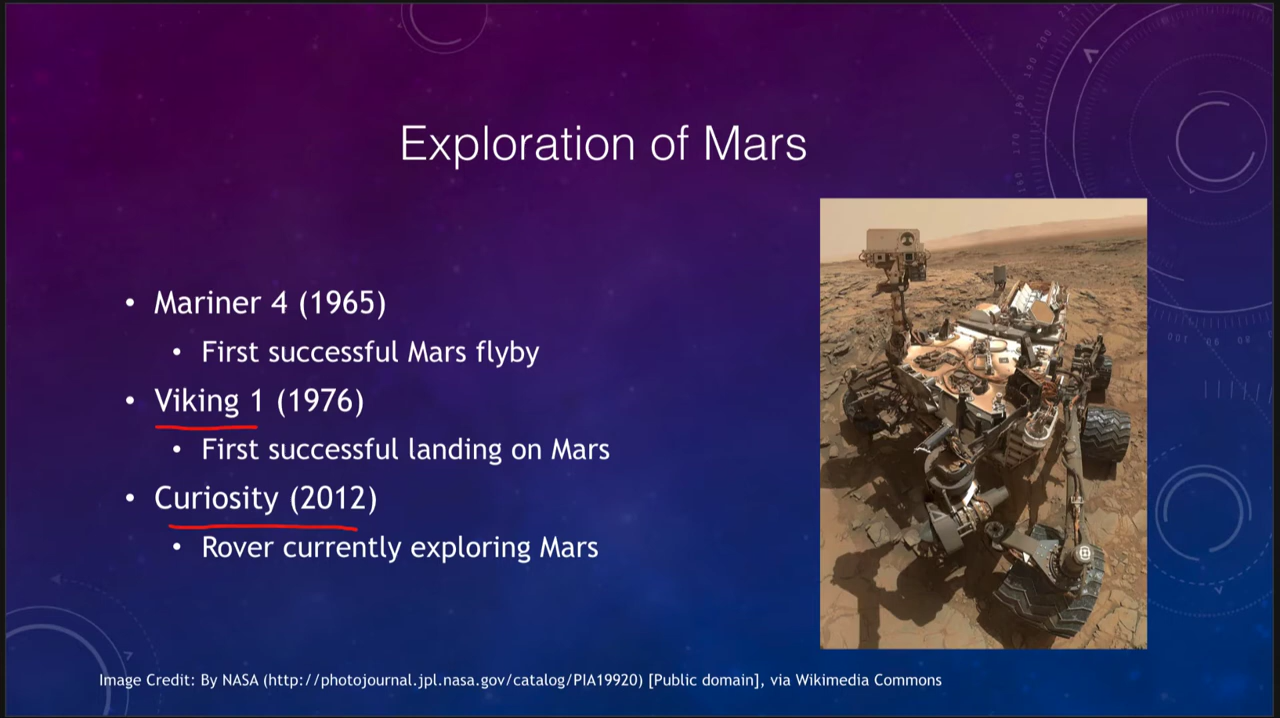 Exploration of Mars
• Mariner 4 (1965)
• First successful Mars flyby
• Viking 1 (1976)
• First successful landing on Mars
• Curiosity (2012)
• Rover currently exploring Mars
Image Credit: By NASA (http://photojournal.jpl.nasa.gov/catalog/PIA19920) [Public domain], via Wikimedia Commons